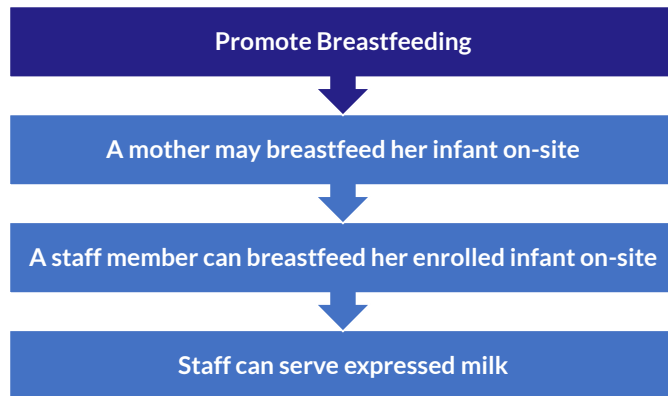 Promote Breastfeeding
A mother may breastfeed her infant on-site
A staff member can breastfeed her enrolled infant on-site
Staff can serve expressed milk